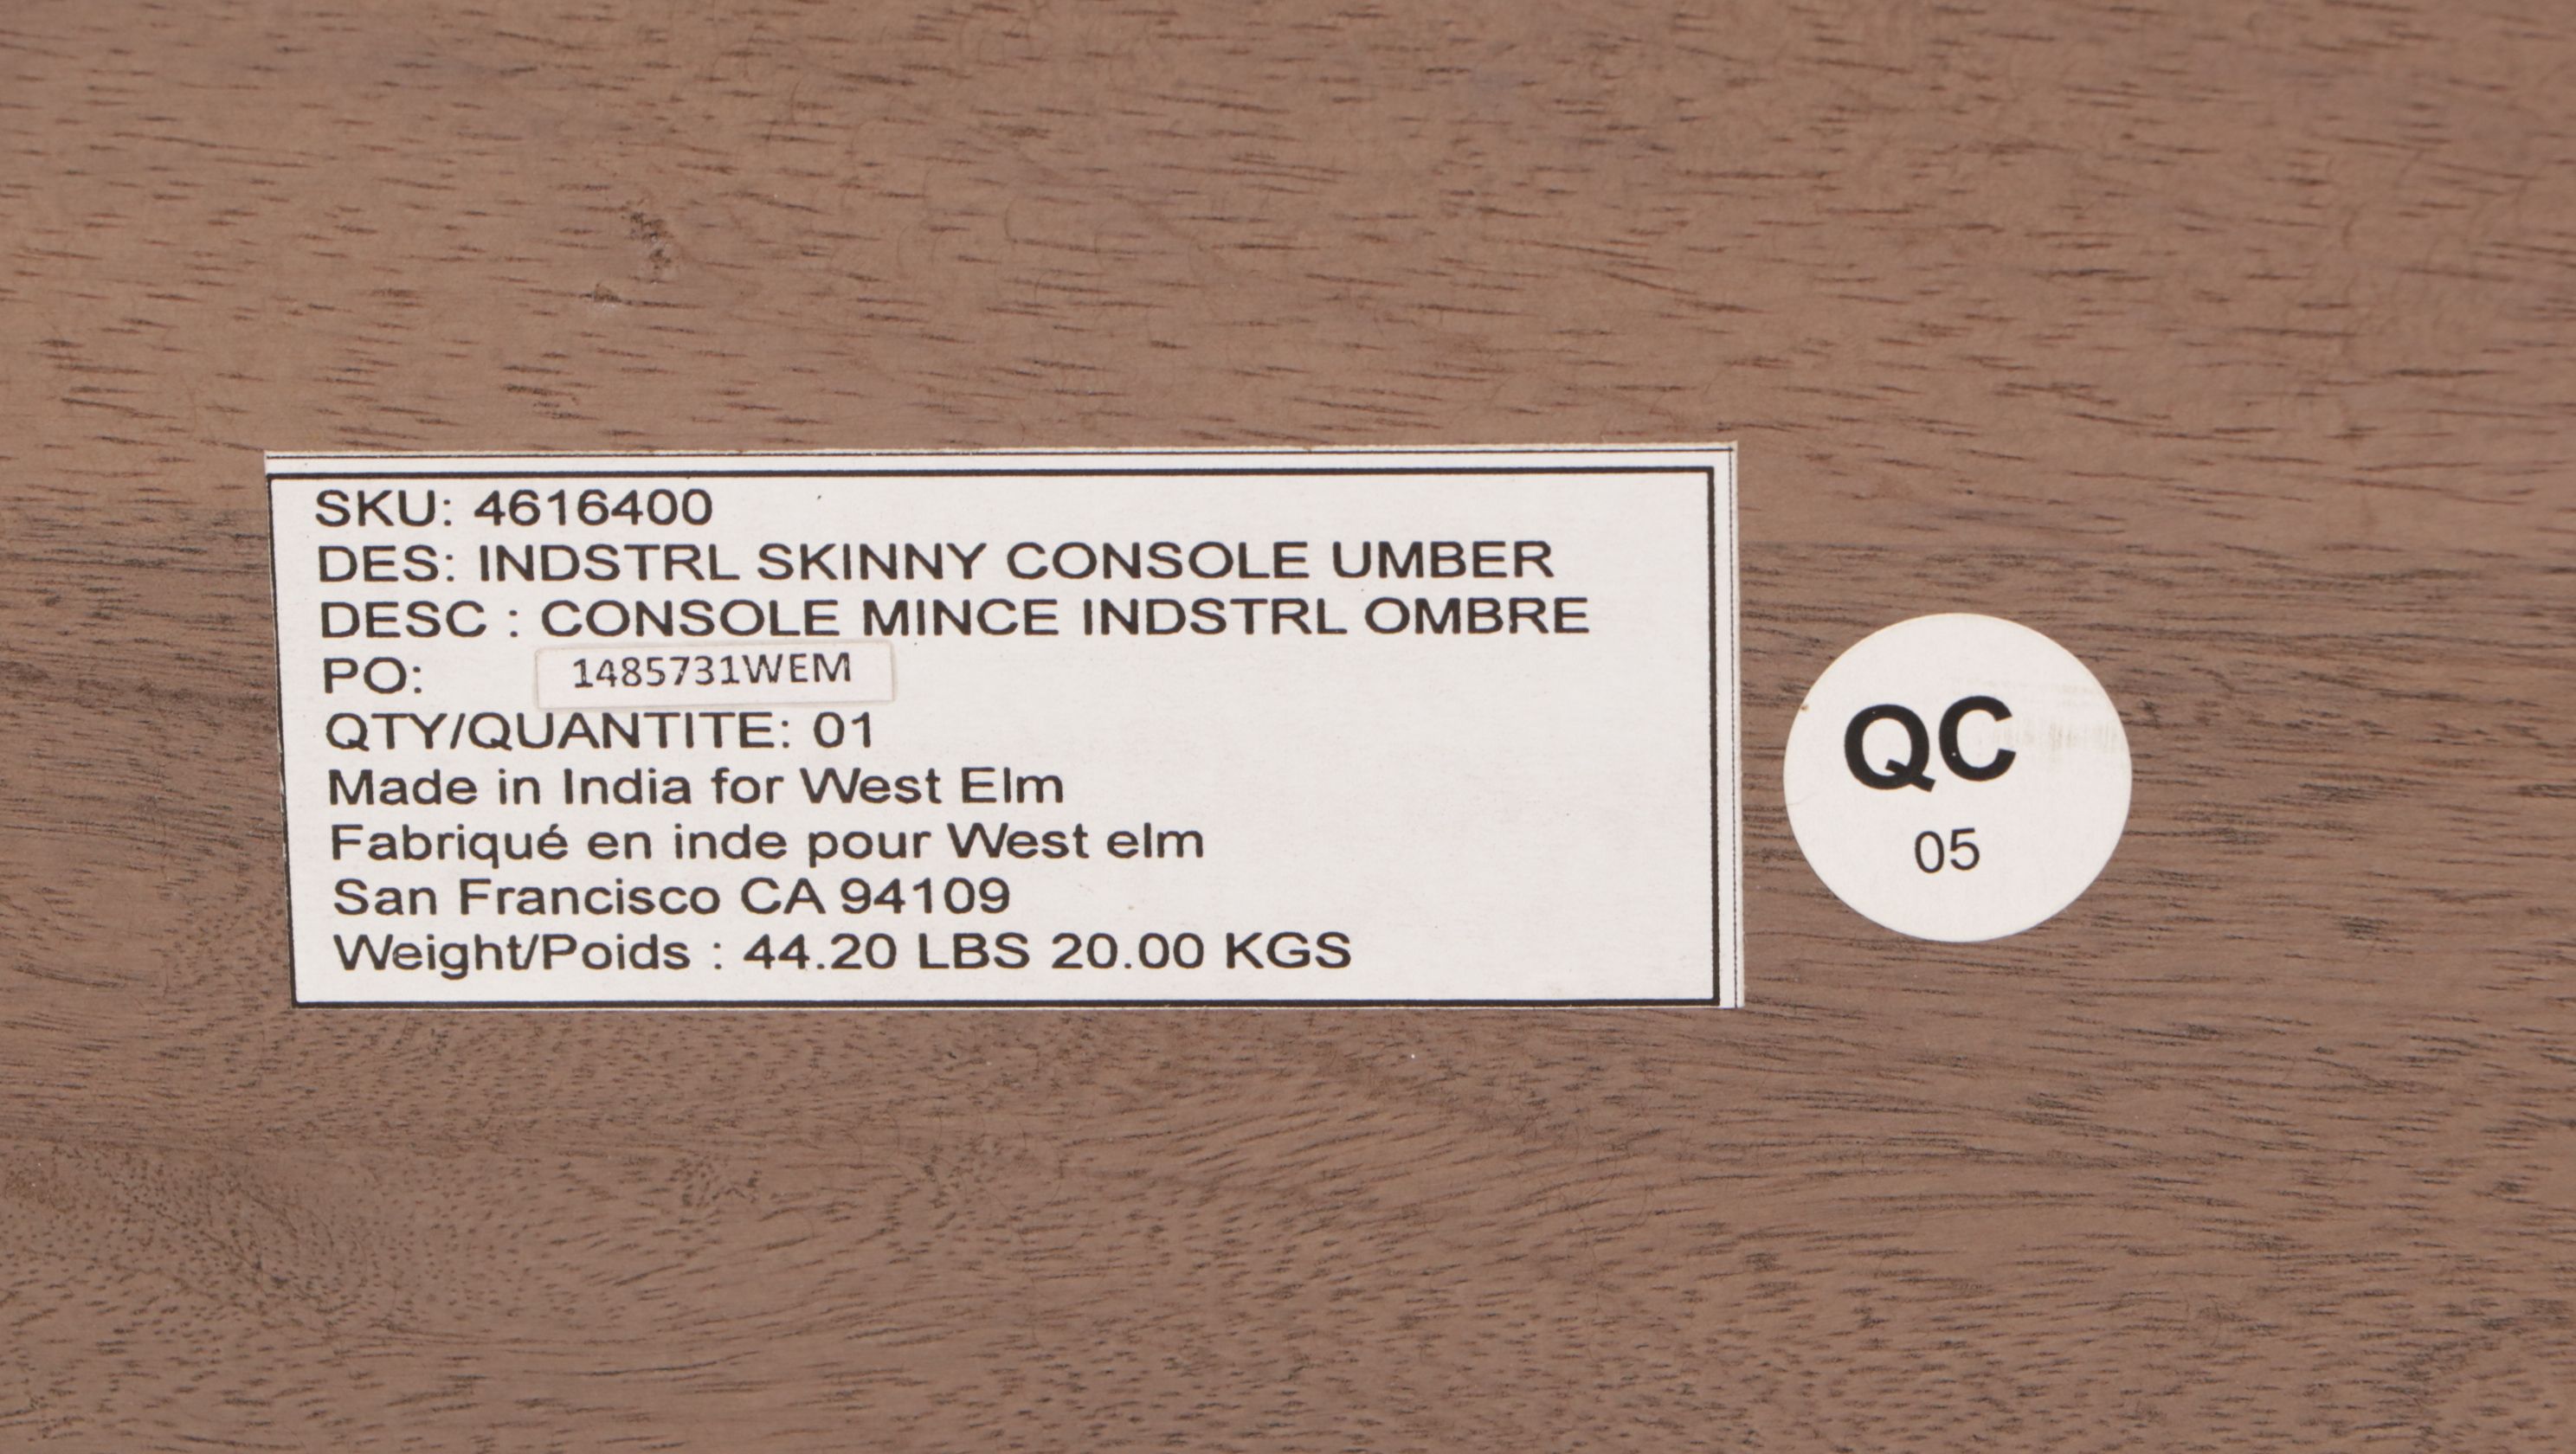 SKU: 4616400
DES: INDSTRL SKINNY CONSOLE UMBER
DESC : CONSOLE MINCE INDSTRL OMBRE
PO: 1485731WEM
QTY/QUANTITE: 01
Made in India for West Elm
Fabriqué en inde pour West elm
San Francisco CA 94109
Weight/Poids : 44.20 LBS 20.00 KGS
QC
05